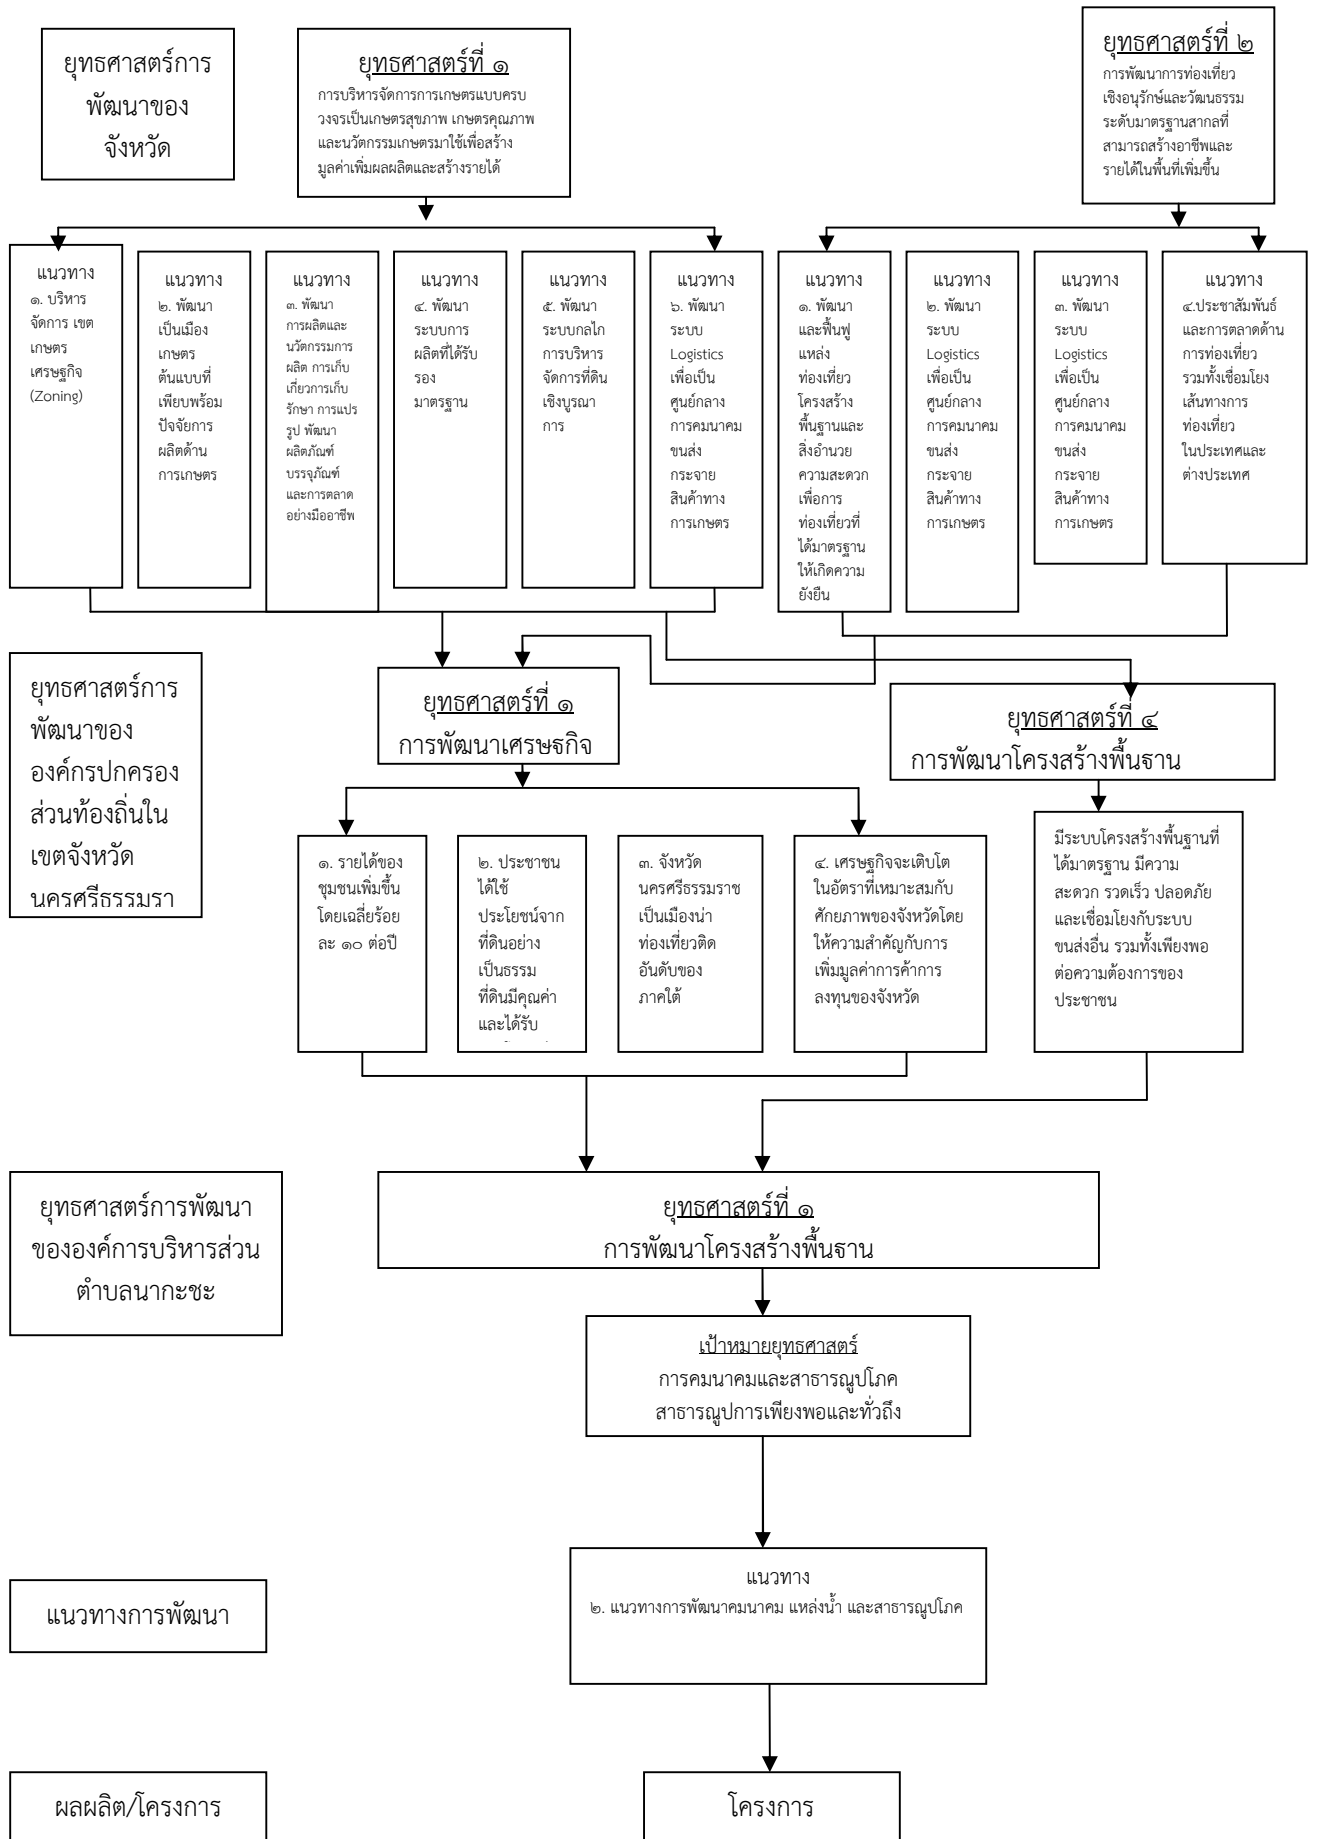 ยุทธศาสตร์การ
พัฒนาของ
จังหวัด
ยุทธศาสตร์ที่ ๑
การบริหารจัดการการเกษตรแบบครบ
วงจรเป็นเกษตรสุขภาพ เกษตรคุณภาพ
และนวัตกรรมเกษตรมาใช้เพื่อสร้าง
มูลค่าเพิ่มผลผลิตและสร้างรายได้
ยุทธศาสตร์ที่ ๒
การพัฒนาการท่องเที่ยว
เชิงอนุรักษ์และวัฒนธรรม
ระดับมาตรฐานสากลที่
สามารถสร้างอาชีพและ
รายได้ในพื้นที่เพิ่มขึ้น
แนวทาง
๑. บริหาร
จัดการ เขต
เกษตร
เศรษฐกิจ
(Zoning)
แนวทาง
๒. พัฒนา
เป็นเมือง
เกษตร
ต้นแบบที่
เพียบพร้อม
ปัจจัยการ
ผลิตด้าน
การเกษตร
แนวทาง
๓. พัฒนา
การผลิตและ
นวัตกรรมการ
ผลิต การเก็บ
เกี่ยวการเก็บ
รักษา การแปร
รูป พัฒนา
ผลิตภัณฑ์
บรรจุภัณฑ์
และการตลาด
อย่างมืออาชีพ
แนวทาง
๔. พัฒนา
ระบบการ
ผลิตที่ได้รับ
รอง
มาตรฐาน
แนวทาง
๕. พัฒนา
ระบบกลไก
การบริหาร
จัดการที่ดิน
เชิงบูรณา
การ
แนวทาง
๖. พัฒนา
ระบบ
Logistics
เพื่อเป็น
ศูนย์กลาง
การคมนาคม
ขนส่ง
กระจาย
สินค้าทาง
การเกษตร
แนวทาง
๑. พัฒนา
และฟื้นฟู
แหล่ง
ท่องเที่ยว
โครงสร้าง
พื้นฐานและ
สิ่งอำนวย
ความสะดวก
เพื่อการ
ท่องเที่ยวที่
ได้มาตรฐาน
ให้เกิดความ
ยั่งยืน
แนวทาง
๒. พัฒนา
ระบบ
Logistics
เพื่อเป็น
ศูนย์กลาง
การคมนาคม
ขนส่ง
กระจาย
สินค้าทาง
การเกษตร
แนวทาง
๓. พัฒนา
ระบบ
Logistics
เพื่อเป็น
ศูนย์กลาง
การคมนาคม
ขนส่ง
กระจาย
สินค้าทาง
การเกษตร
แนวทาง
๔.ประชาสัมพันธ์
และการตลาดด้าน
การท่องเที่ยว
รวมทั้งเชื่อมโยง
เส้นทางการ
ท่องเที่ยว
ในประเทศและ
ต่างประเทศ
ยุทธศาสตร์การ
พัฒนาของ
องค์กรปกครอง
ส่วนท้องถิ่นใน
เขตจังหวัด
นครศรีธรรมรา
ยุทธศาสตร์ที่ ๑
การพัฒนาเศรษฐกิจ
ยุทธศาสตร์ที่ ๔
การพัฒนาโครงสร้างพื้นฐาน
๑. รายได้ของ
ชุมชนเพิ่มขึ้น
โดยเฉลี่ยร้อย
ละ ๑๐ ต่อปี
๒. ประชาชน
ได้ใช้
ประโยชน์จาก
ที่ดินอย่าง
เป็นธรรม
ที่ดินมีคุณค่า
และได้รับ
๓. จังหวัด
นครศรีธรรมราช
เป็นเมืองน่า
ท่องเที่ยวติด
อันดับของ
ภาคใต้
๔. เศรษฐกิจจะเติบโต
ในอัตราที่เหมาะสมกับ
ศักยภาพของจังหวัดโดย
ให้ความสำคัญกับการ
เพิ่มมูลค่าการค้าการ
ลงทุนของจังหวัด
มีระบบโครงสร้างพื้นฐานที่
ได้มาตรฐาน มีความ
สะดวก รวดเร็ว ปลอดภัย
และเชื่อมโยงกับระบบ
ขนส่งอื่น รวมทั้งเพียงพอ
ต่อความต้องการของ
ประชาชน
ยุทธศาสตร์การพัฒนา
ขององค์การบริหารส่วน
ตำบลนากะชะ
ยุทธศาสตร์ที่ ๑
การพัฒนาโครงสร้างพื้นฐาน
เป้าหมายยุทธศาสตร์
การคมนาคมและสาธารณูปโภค
สาธารณูปการเพียงพอและทั่วถึง
แนวทางการพัฒนา
แนวทาง
๒. แนวทางการพัฒนาคมนาคม แหล่งน้ำ และสาธารณูปโภค
ผลผลิต/โครงการ
โครงการ